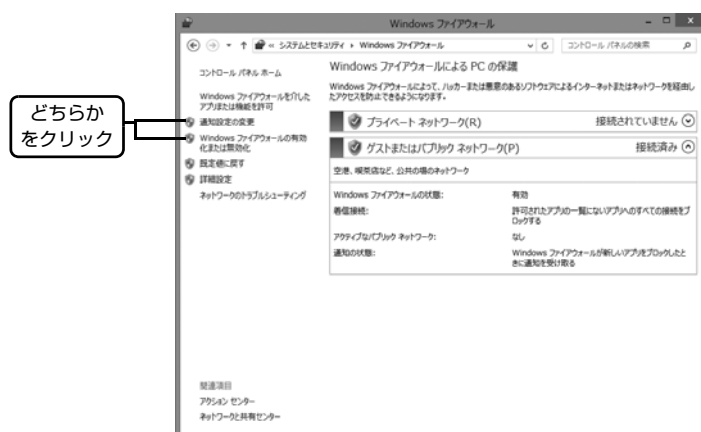 Windows ファイアウォール
« システムとセキュリティ ▸ Windows ファイアウォール
コントロール パネルの検索
コントロール パネル ホーム
Windows ファイアウォールを介した
アプリまたは機能を許可
通知設定の変更
Windows ファイアウォールの有効
化または無効化
既定値に戻す
詳細設定
ネットワークのトラブルシューティング
どちらか
をクリック
Windows ファイアウォールによる PC の保護
Windows ファイアウォールによって、ハッカーまたは悪意のあるソフトウェアによるインターネットまたはネットワークを経由し
たアクセスを防止できるようになります。
プライベート ネットワーク(R) 接続されていません
ゲストまたはパブリック ネットワーク(P) 接続済み
空港、喫茶店など、公共の場のネットワーク
Windows ファイアウォールの状態: 有効
着信接続: 許可されたアプリの一覧にないアプリへのすべての接続をブ
ロックする
アクティブなパブリック ネットワーク: なし
通知の状態: Windows ファイアウォールが新しいアプリをブロックしたと
きに通知を受け取る
関連項目
アクション センター
ネットワークと共有センター